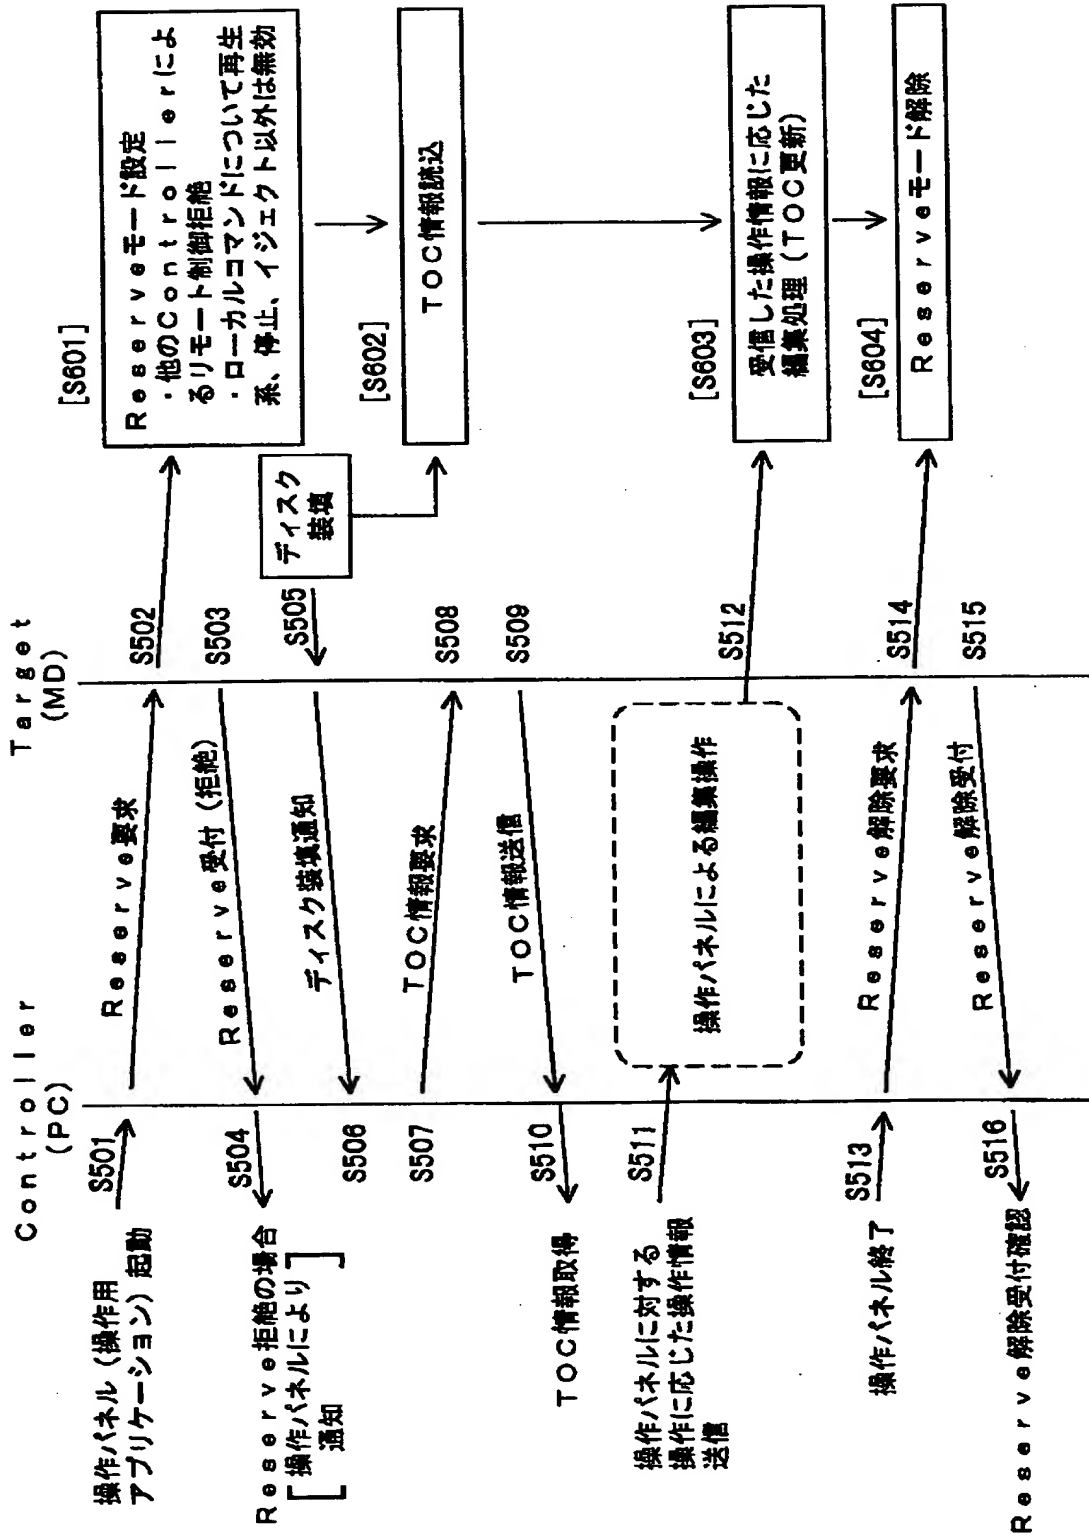 Controller
(PC)
Target
(MD)
操作パネル（操作用
アプリケーション）起動
S501
Reserve要求
S502
[S601]
Reserveモード設定
・他のControllerによ
るリモート制御拒絶
・ローカルコマンドについて再生
系、停止、イジェクト以外は無効
S503
Reserve受付（拒絶）
S504
Reserve拒絶の場合
操作パネルにより
通知
ディスク
装填
S505
ディスク装填通知
S506
[S602]
TOC情報読込
S507
TOC情報要求
S508
S509
TOC情報送信
S510
TOC情報取得
操作パネルに対する
操作に応じた操作情報
送信
S511
操作パネルによる編集操作
S512
[S603]
受信した操作情報に応じた
編集処理（TOC更新）
操作パネル終了
S513
Reserve解除要求
S514
[S604]
Reserveモード解除
S515
Reserve解除受付
S516
Reserve解除受付確認